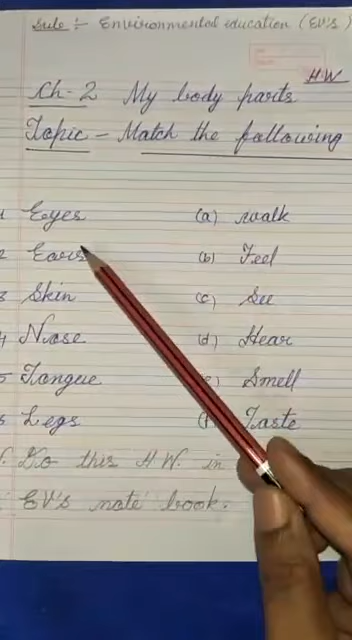 Sub :- Environmental education (EV's)
H.W
Ch-2 My body parts
Topic - Match the following
1 Eyes (a) walk
2 Ears (b) Feel
3 Skin (c) See
4 Nose (d) Hear
5 Tongue (e) Smell
6 Legs (f) Taste
Do this H.W. in
EV's note book.